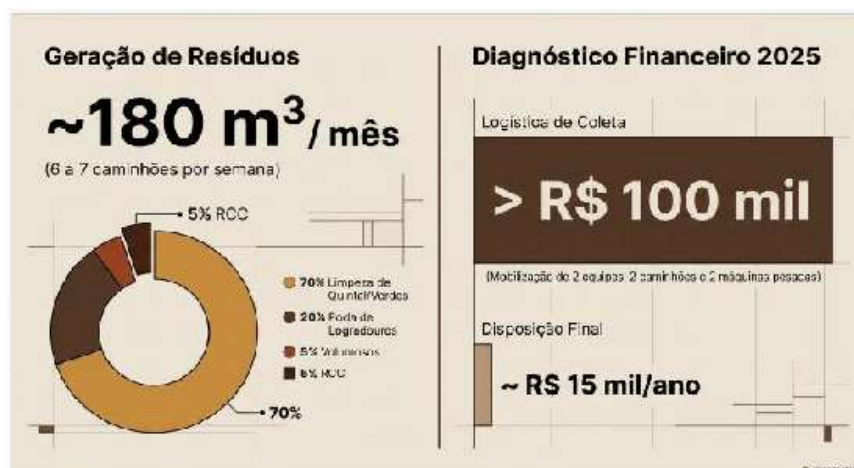 Geração de Resíduos
~180 m³/ mês
(6 a 7 caminhões por semana)
5% RCC
70% Limpeza de
Quintal/Verdes
20% Poda de
Logradouros
5% Volumosos
5% RCC
70%
Diagnóstico Financeiro 2025
Logística de Coleta
> R$ 100 mil
(Mobilização de 2 equipes, 2 caminhões e 2 máquinas pesadas)
Disposição Final
~ R$ 15 mil/ano